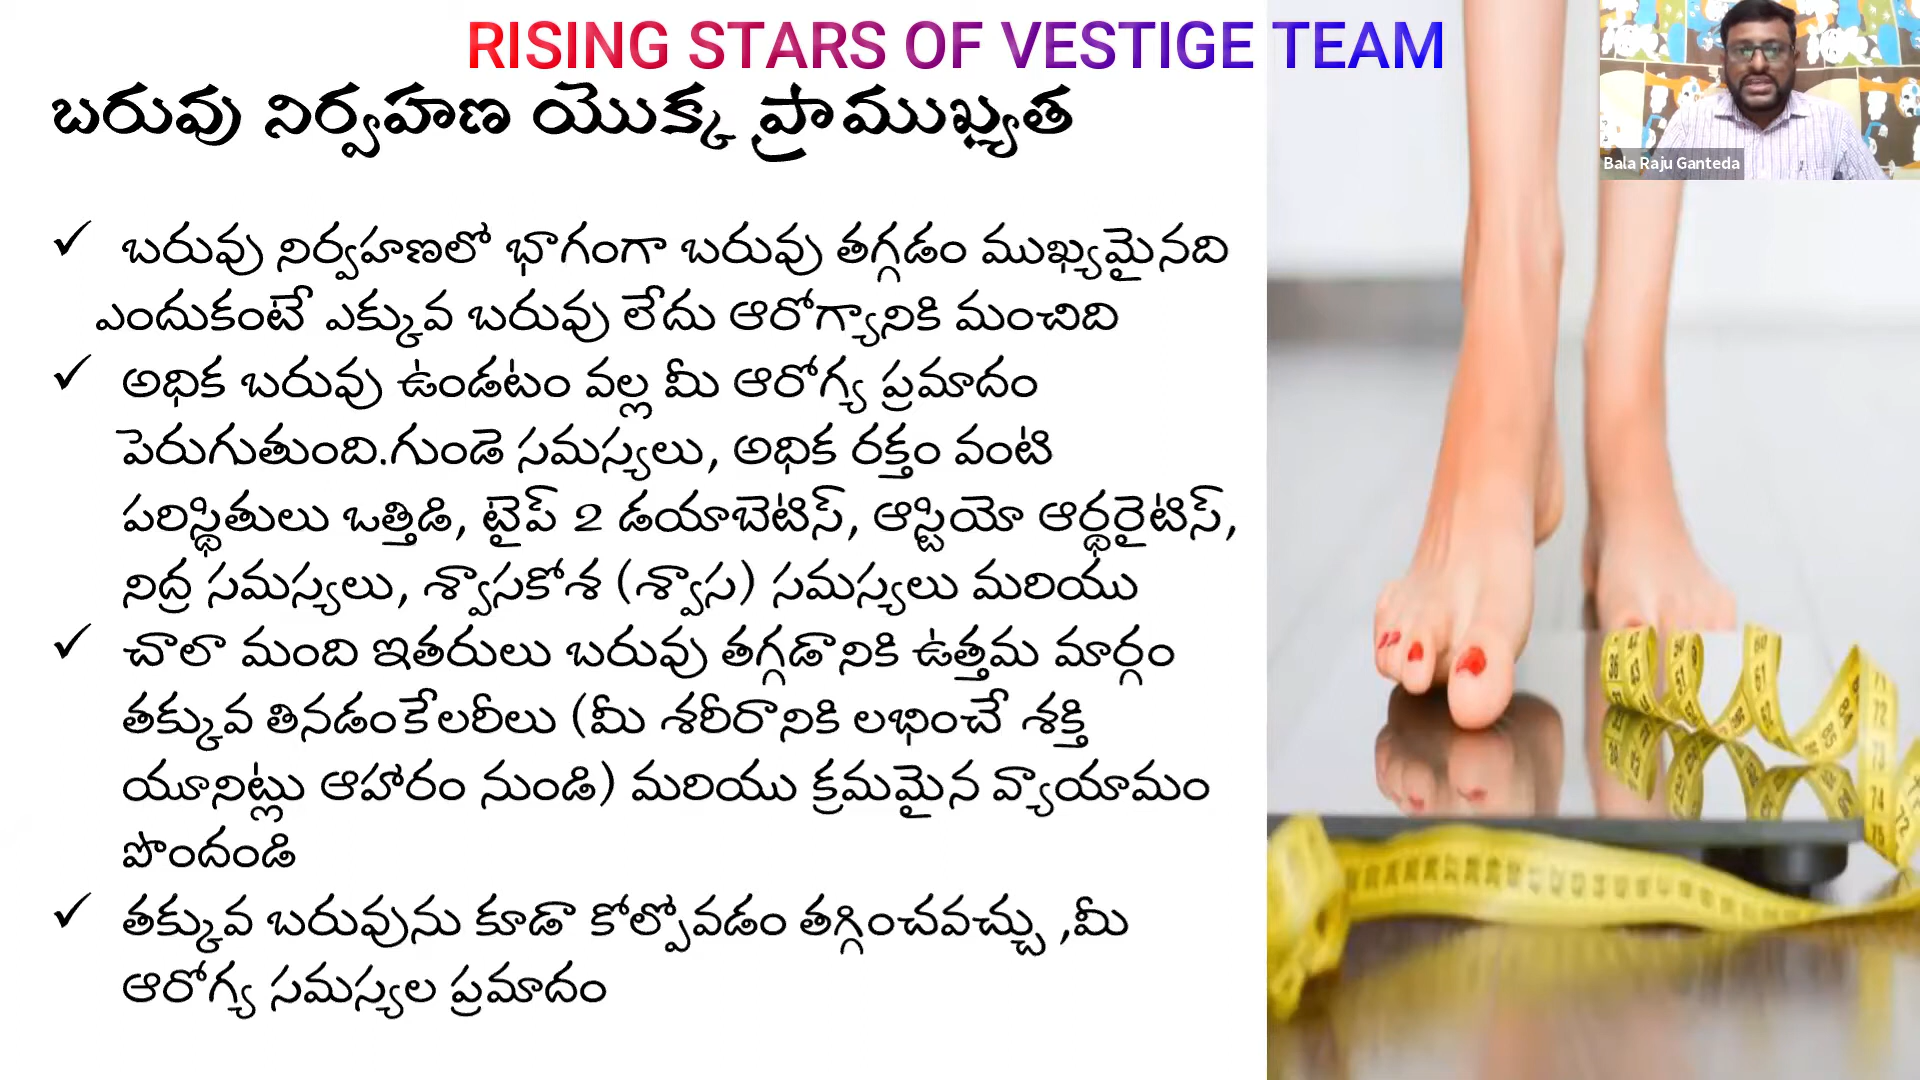 RISING STARS OF VESTIGE TEAM
బరువు నిర్వహణ యొక్క ప్రాముఖ్యత
Bala Raju Ganteda
✓ బరువు నిర్వహణలో భాగంగా బరువు తగ్గడం ముఖ్యమైనది
ఎందుకంటే ఎక్కువ బరువు లేదు ఆరోగ్యానికి మంచిది
✓ అధిక బరువు ఉండటం వల్ల మీ ఆరోగ్య ప్రమాదం
పెరుగుతుంది.గుండె సమస్యలు, అధిక రక్తం వంటి
పరిస్థితులు ఒత్తిడి, టైప్ 2 డయాబెటిస్, ఆస్టియో ఆర్థరైటిస్,
నిద్ర సమస్యలు, శ్వాసకోశ (శ్వాస) సమస్యలు మరియు
✓ చాలా మంది ఇతరులు బరువు తగ్గడానికి ఉత్తమ మార్గం
తక్కువ తినడంకేలరీలు (మీ శరీరానికి లభించే శక్తి
యూనిట్లు ఆహారం నుండి) మరియు క్రమమైన వ్యాయామం
పొందండి
✓ తక్కువ బరువును కూడా కోల్పోవడం తగ్గించవచ్చు ,మీ
ఆరోగ్య సమస్యల ప్రమాదం